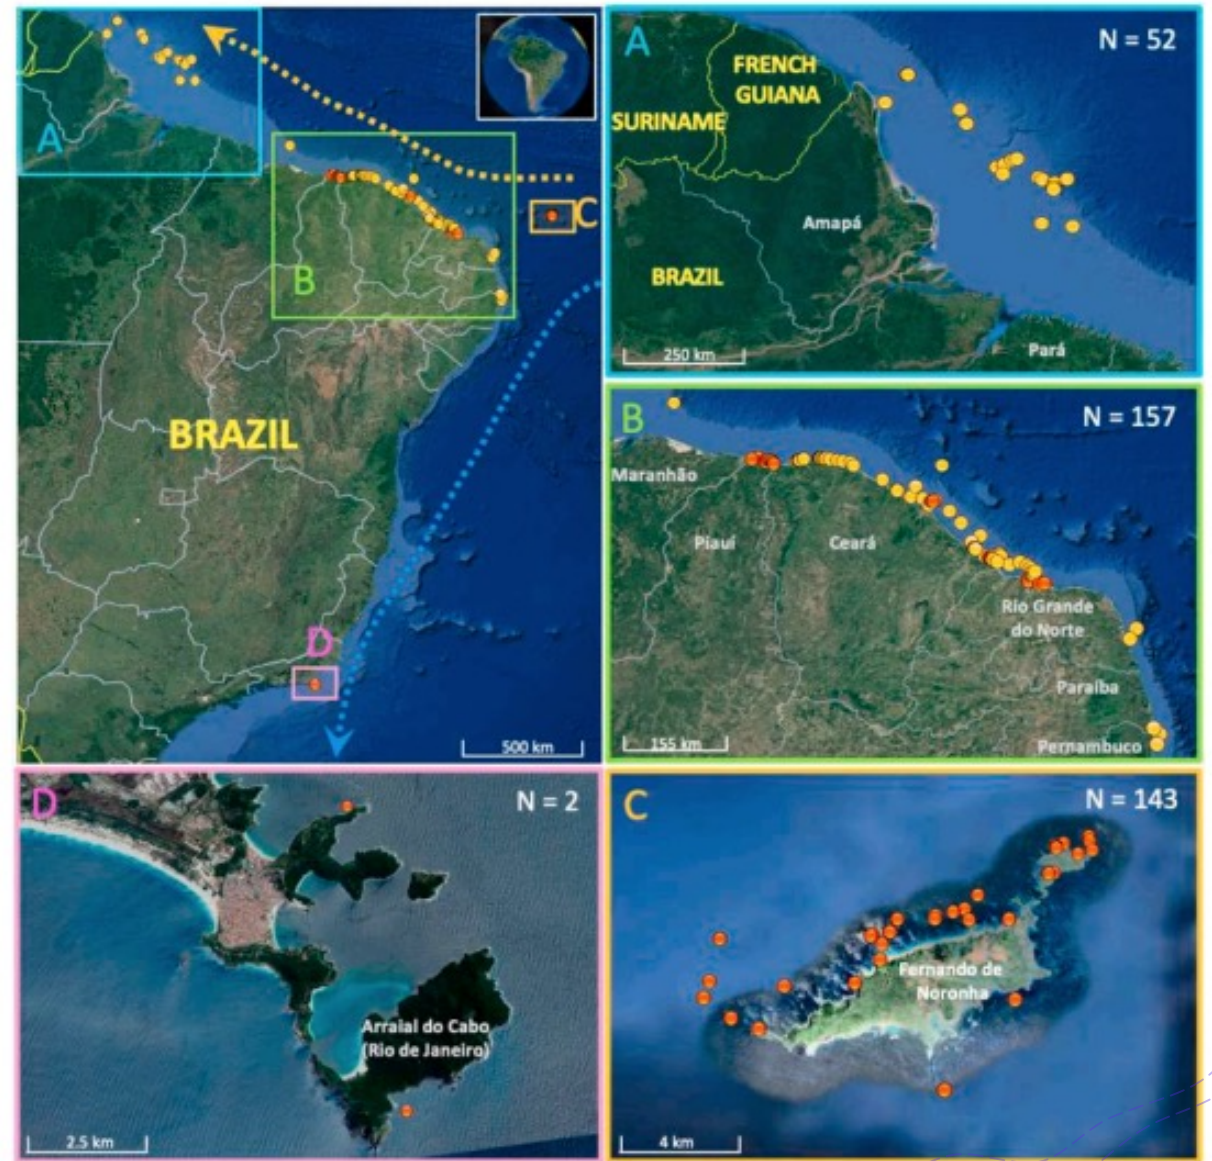 A
C
B
BRAZIL
D
500 km
A
N = 52
FRENCH
GUIANA
SURINAME
Amapá
BRAZIL
Pará
250 km
B
N = 157
Maranhão
Piauí
Ceará
Rio Grande
do Norte
Paraíba
Pernambuco
155 km
D
N = 2
Arraial do Cabo
(Rio de Janeiro)
2.5 km
C
N = 143
Fernando de
Noronha
4 km